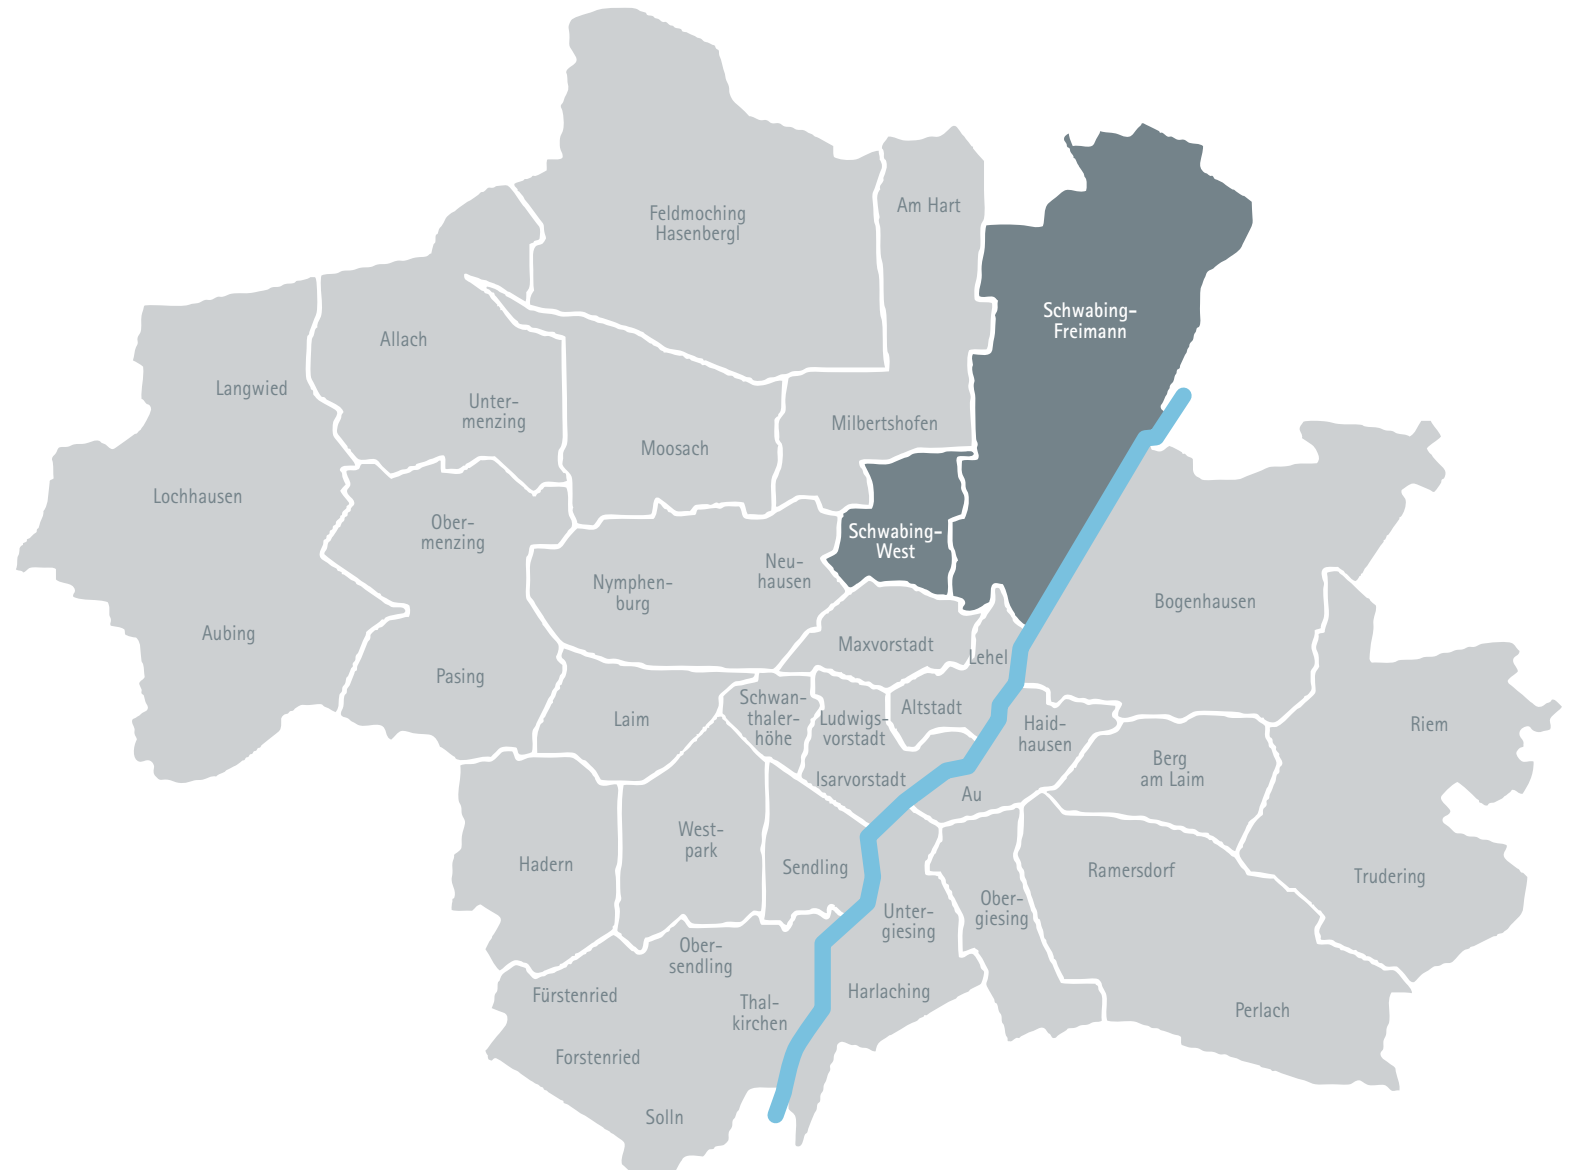 Am Hart
Feldmoching
Hasenbergl
Schwabing-
Freimann
Allach
Langwied
Unter-
menzing
Milbertshofen
Moosach
Lochhausen
Ober-
menzing
Schwabing-
West
Neu-
hausen
Nymphen-
burg
Bogenhausen
Aubing
Maxvorstadt
Lehel
Pasing
Schwan-
thaler-
höhe
Laim
Ludwigs-
vorstadt
Altstadt
Haid-
hausen
Riem
Isarvorstadt
Berg
am Laim
Au
West-
park
Hadern
Sendling
Ramersdorf
Trudering
Unter-
giesing
Ober-
giesing
Ober-
sendling
Fürstenried
Harlaching
Thal-
kirchen
Perlach
Forstenried
Solln